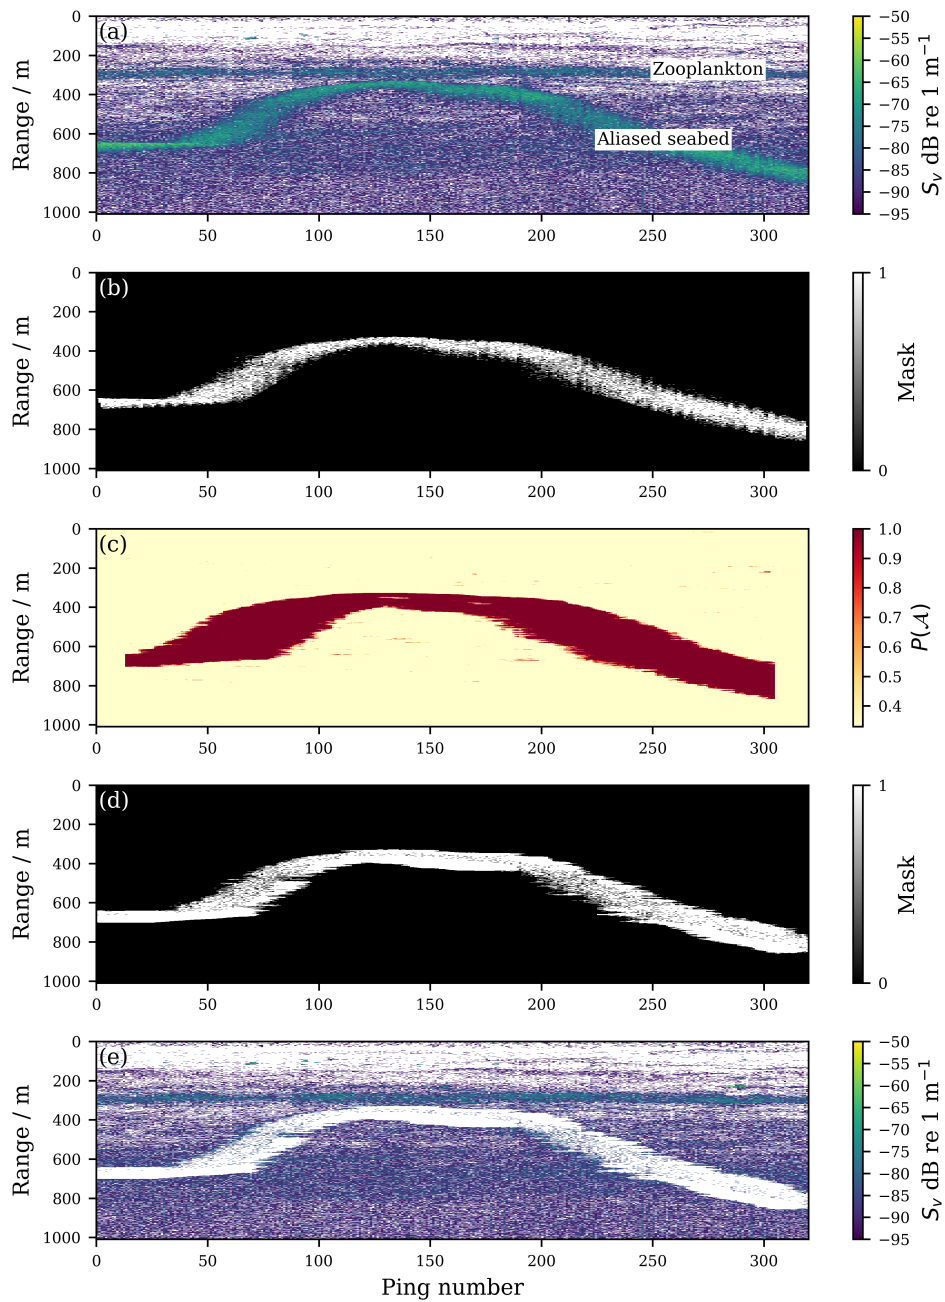 (a)
Range / m
0
200
400
600
800
1000
Zooplankton
Aliased seabed
0 50 100 150 200 250 300
−50
−55
−60
−65
−70
−75
−80
−85
−90
−95
Sv dB re 1 m−1
(b)
Range / m
0
200
400
600
800
1000
0 50 100 150 200 250 300
1
0
Mask
(c)
Range / m
0
200
400
600
800
1000
0 50 100 150 200 250 300
1.0
0.9
0.8
0.7
0.6
0.5
0.4
P(𝒜)
(d)
Range / m
0
200
400
600
800
1000
0 50 100 150 200 250 300
1
0
Mask
(e)
Range / m
0
200
400
600
800
1000
0 50 100 150 200 250 300
Ping number
−50
−55
−60
−65
−70
−75
−80
−85
−90
−95
Sv dB re 1 m−1